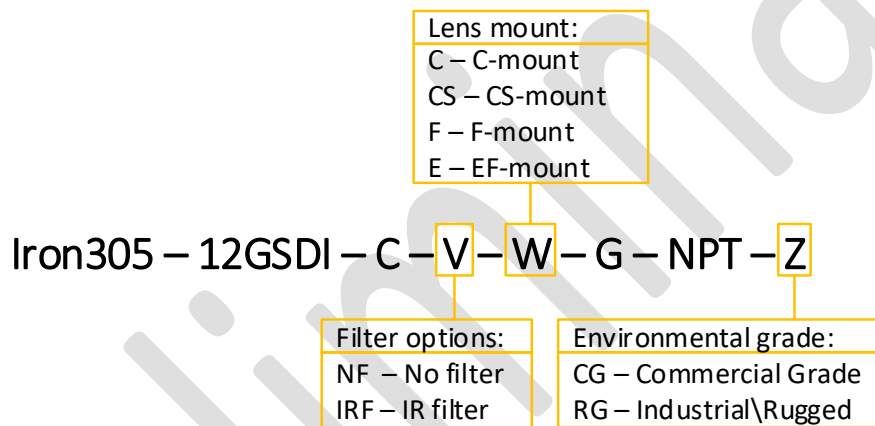 Lens mount:
C – C-mount
CS – CS-mount
F – F-mount
E – EF-mount
Iron305 – 12GSDI – C – V – W – G – NPT – Z
Filter options:
NF – No filter
IRF – IR filter
Environmental grade:
CG – Commercial Grade
RG – Industrial\Rugged